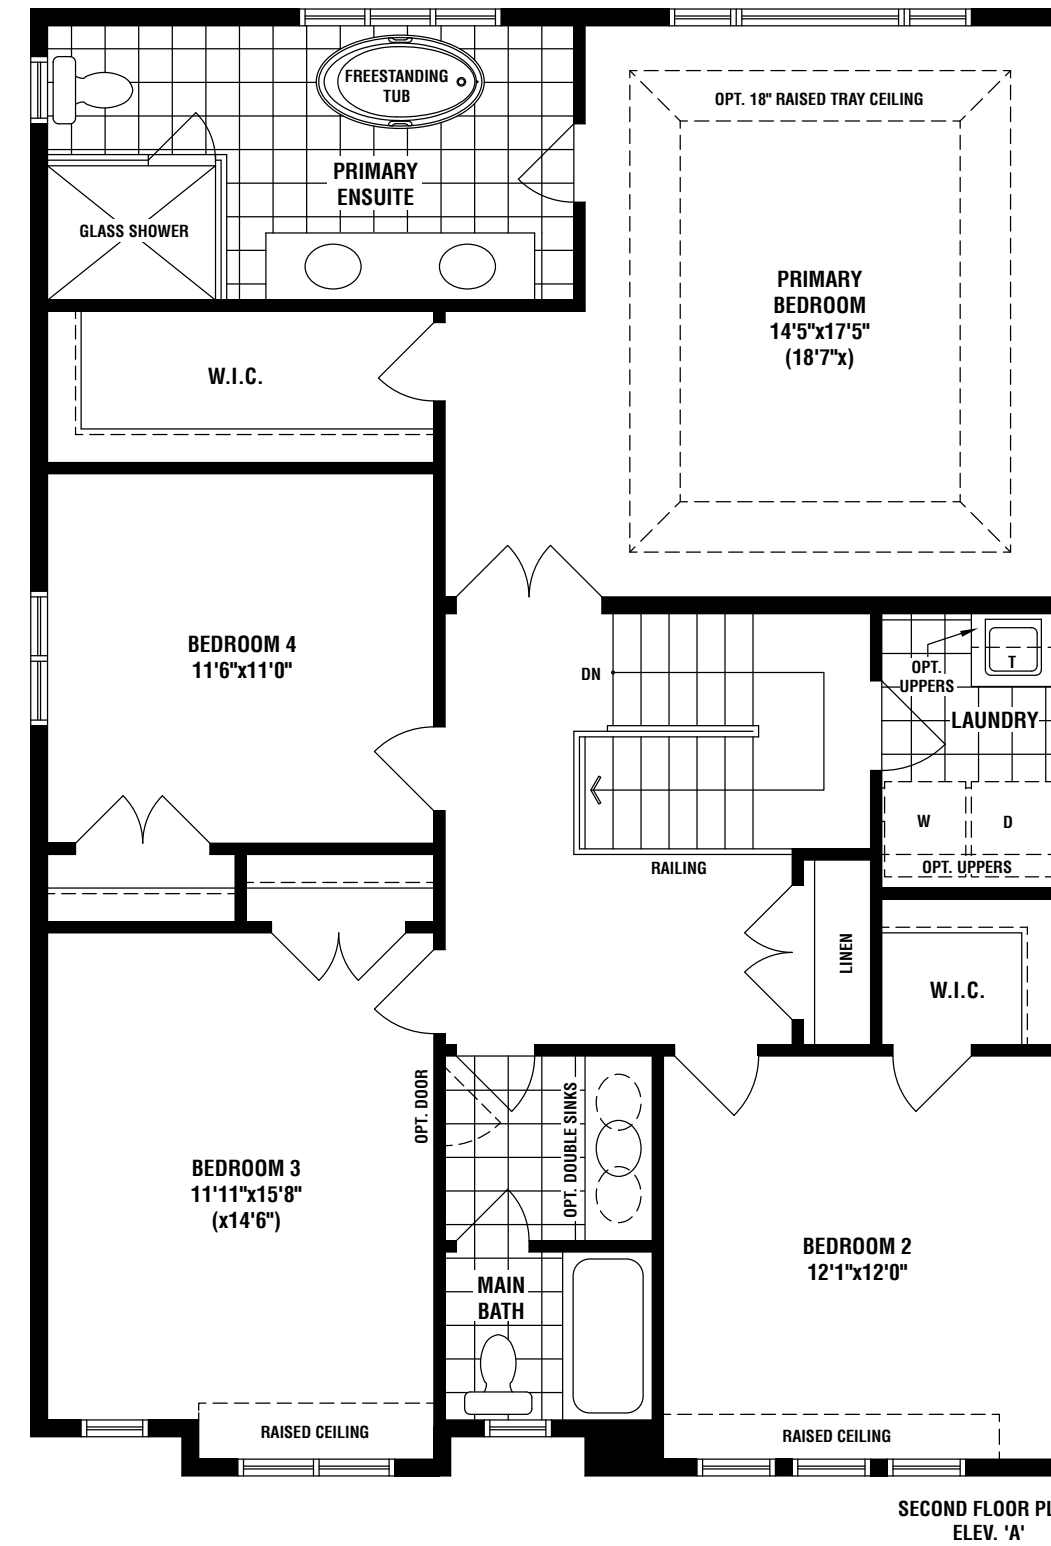 FREESTANDING
TUB
OPT. 18" RAISED TRAY CEILING
PRIMARY
ENSUITE
GLASS SHOWER
PRIMARY
BEDROOM
14'5"x17'5"
(18'7"x)
W.I.C.
BEDROOM 4
11'6"x11'0"
DN
OPT.
UPPERS
T
LAUNDRY
W
D
OPT. UPPERS
RAILING
LINEN
W.I.C.
OPT. DOOR
OPT. DOUBLE SINKS
BEDROOM 3
11'11"x15'8"
(x14'6")
BEDROOM 2
12'1"x12'0"
MAIN
BATH
RAISED CEILING
RAISED CEILING
SECOND FLOOR
ELEV. 'A'